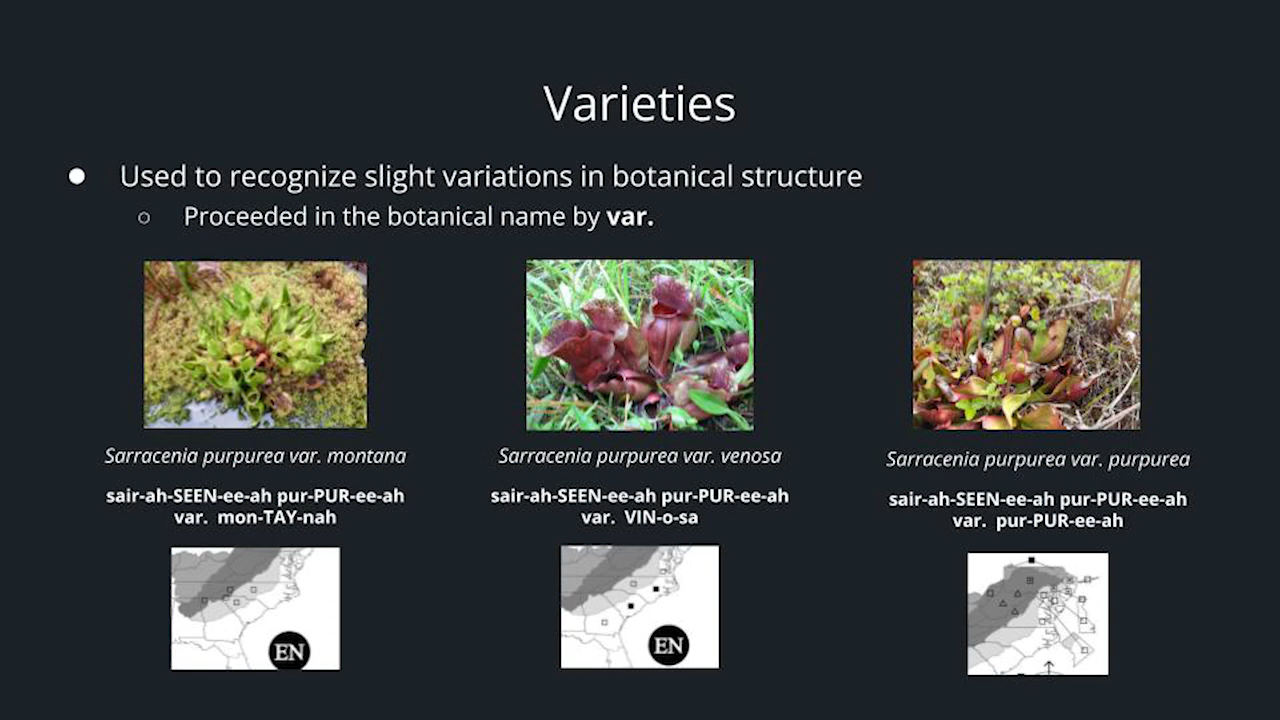 Varieties
● Used to recognize slight variations in botanical structure
○ Proceeded in the botanical name by var.
Sarracenia purpurea var. montana
sair-ah-SEEN-ee-ah pur-PUR-ee-ah
var. mon-TAY-nah
Sarracenia purpurea var. venosa
sair-ah-SEEN-ee-ah pur-PUR-ee-ah
var. VIN-o-sa
Sarracenia purpurea var. purpurea
sair-ah-SEEN-ee-ah pur-PUR-ee-ah
var. pur-PUR-ee-ah
EN
EN